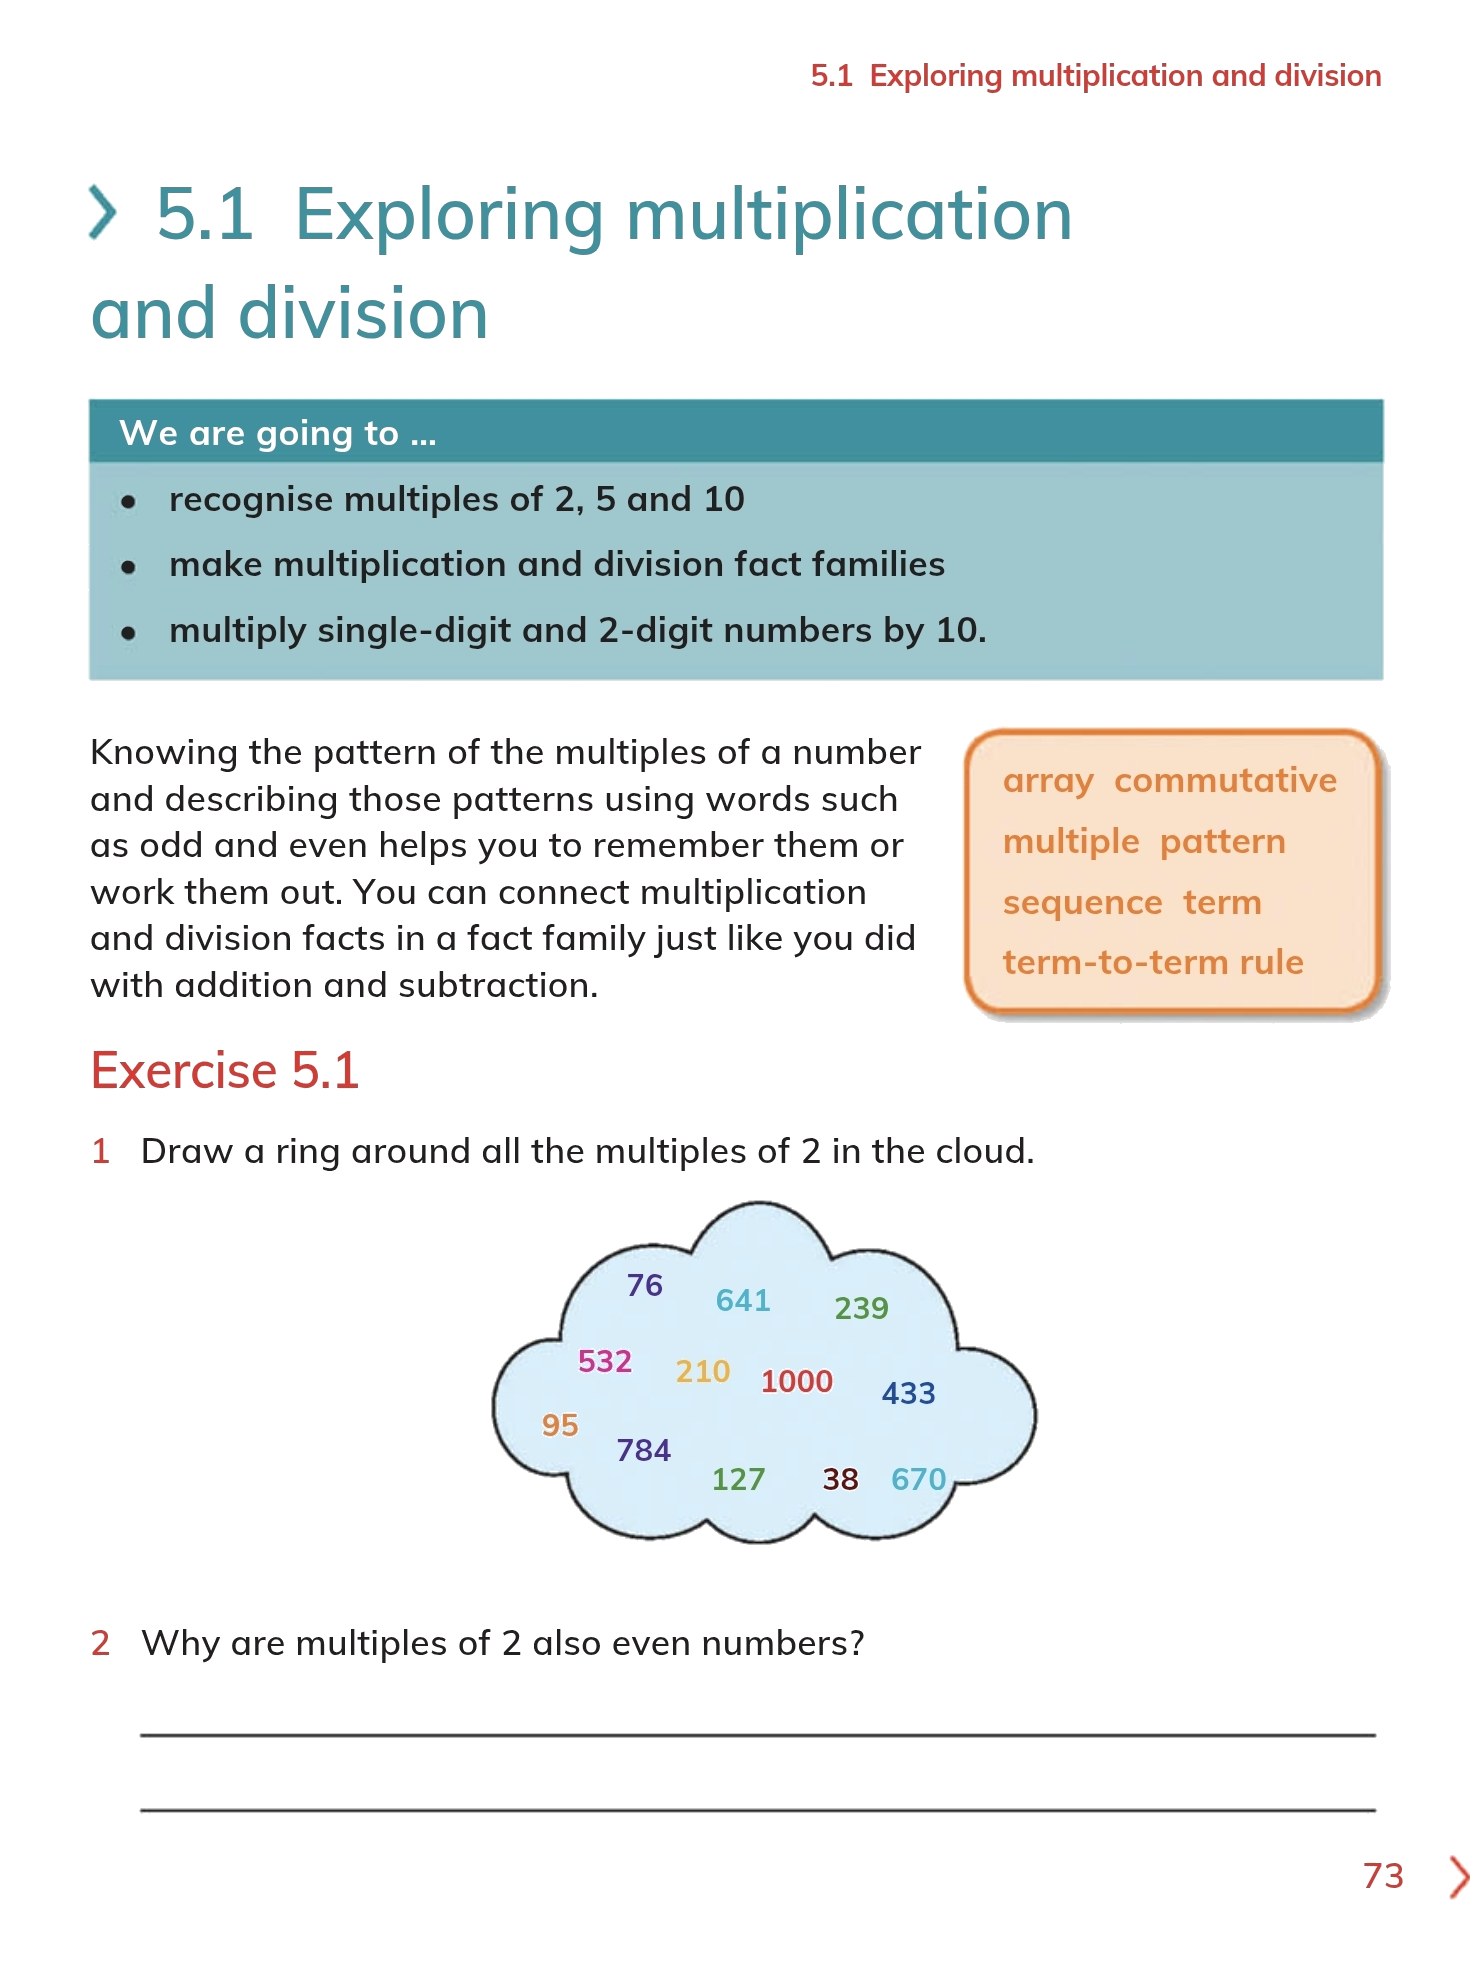 5.1 Exploring multiplication and division
5.1 Exploring multiplication
and division
We are going to ...
• recognise multiples of 2, 5 and 10
• make multiplication and division fact families
• multiply single-digit and 2-digit numbers by 10.
Knowing the pattern of the multiples of a number
and describing those patterns using words such
as odd and even helps you to remember them or
work them out. You can connect multiplication
and division facts in a fact family just like you did
with addition and subtraction.
array commutative
multiple pattern
sequence term
term-to-term rule
Exercise 5.1
1 Draw a ring around all the multiples of 2 in the cloud.
76 641 239
532 210 1000 433
95 784 127 38 670
2 Why are multiples of 2 also even numbers?
73